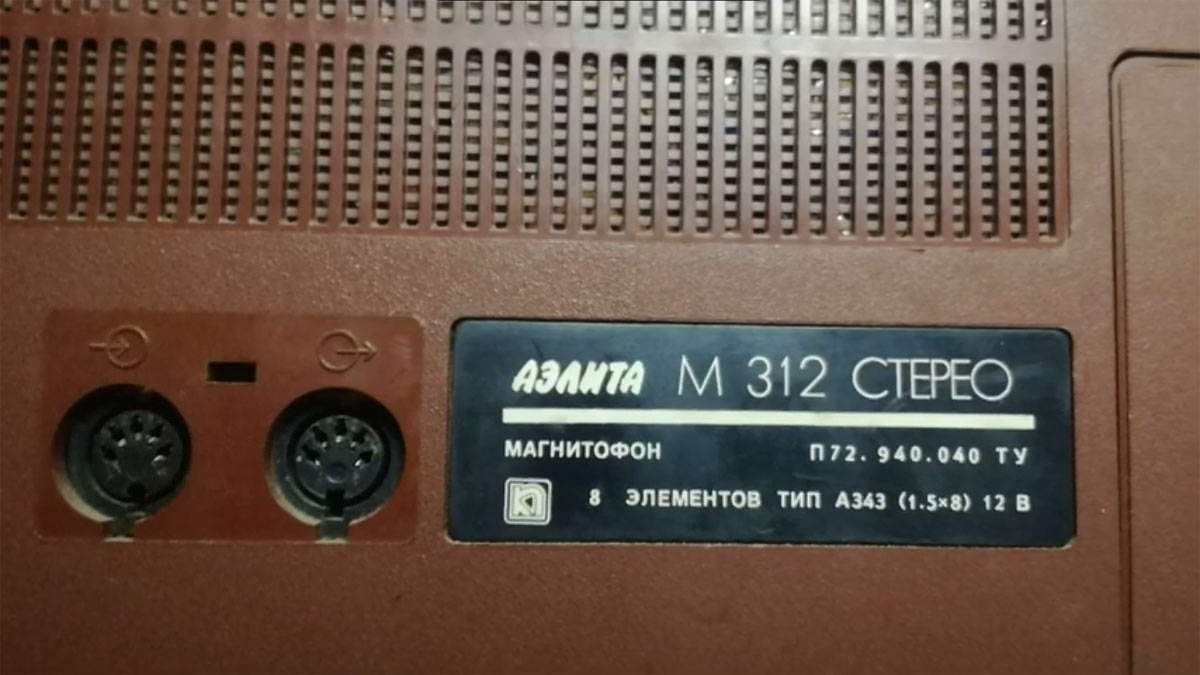 АЭЛИТА М 312 СТЕРЕО
МАГНИТОФОН П72.940.040 ТУ
8 ЭЛЕМЕНТОВ ТИП А343 (1.5×8) 12 В